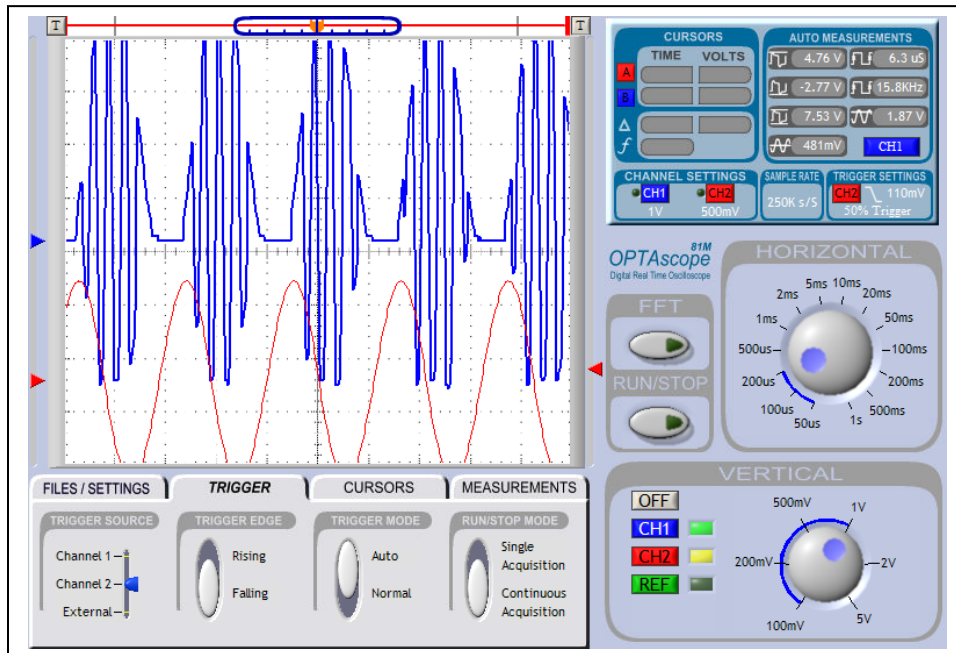 T T
CURSORS
TIME VOLTS
A
B
Δ
f
AUTO MEASUREMENTS
4.76 V 6.3 uS
-2.77 V 15.8KHz
7.53 V 1.87 V
481mV CH1
CHANNEL SETTINGS
CH1 CH2
1V 500mV
SAMPLE RATE
250K s/S
TRIGGER SETTINGS
CH2 110mV
50% Trigger
81M
OPTAscope
Digital Real Time Oscilloscope
FFT
RUN/STOP
HORIZONTAL
5ms 10ms
2ms 20ms
1ms 50ms
500us 100ms
200us 200ms
100us 500ms
50us 1s
FILES / SETTINGS TRIGGER CURSORS MEASUREMENTS
TRIGGER SOURCE
Channel 1
Channel 2
External
TRIGGER EDGE
Rising
Falling
TRIGGER MODE
Auto
Normal
RUN/STOP MODE
Single
Acquisition
Continuous
Acquisition
VERTICAL
OFF
CH1
CH2
REF
500mV 1V
200mV 2V
100mV 5V